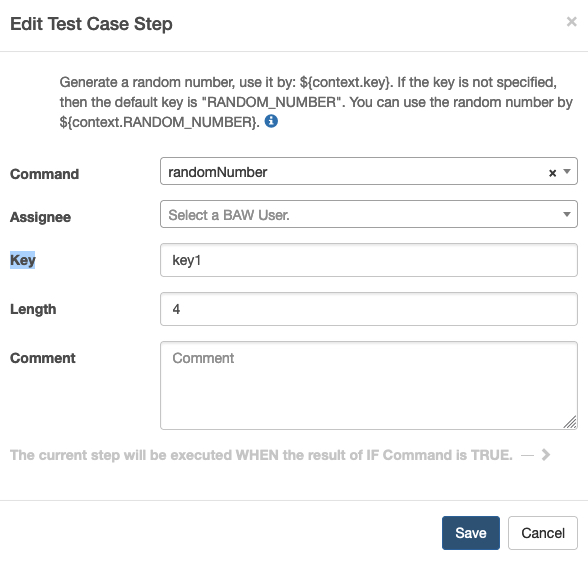 Edit Test Case Step
×
Generate a random number, use it by: ${context.key}. If the key is not specified,
then the default key is "RANDOM_NUMBER". You can use the random number by
${context.RANDOM_NUMBER}.
Command
randomNumber
×
Assignee
Select a BAW User.
Key
key1
Length
4
Comment
Comment
The current step will be executed WHEN the result of IF Command is TRUE.
Save
Cancel